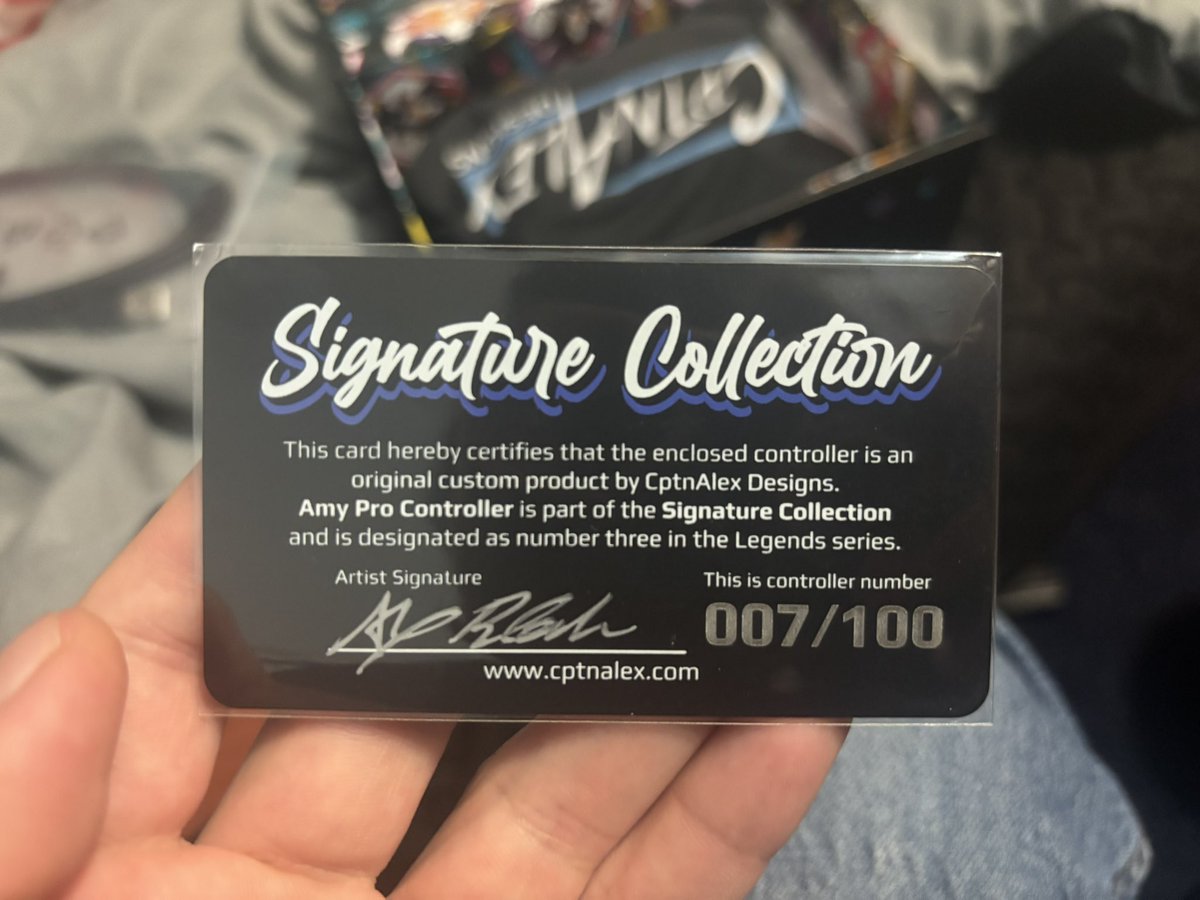 CPTNALEX
Signature Collection
This card hereby certifies that the enclosed controller is an
original custom product by CptnAlex Designs.
Amy Pro Controller is part of the Signature Collection
and is designated as number three in the Legends series.
Artist Signature
This is controller number
007/100
www.cptnalex.com